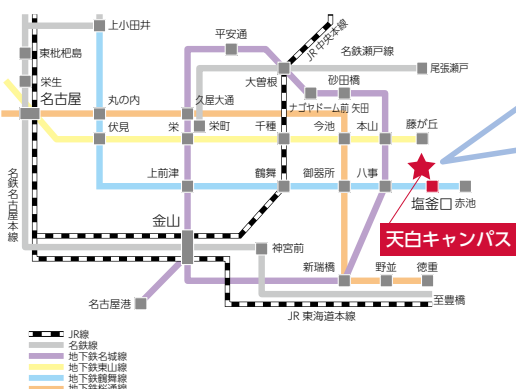 上小田井
平安通
JR 中央本線
名鉄瀬戸線
東枇杷島
大曽根
砂田橋
尾張瀬戸
栄生
名古屋
丸の内
久屋大通
ナゴヤドーム前 矢田
伏見
栄
栄町
千種
今池
本山
藤が丘
上前津
鶴舞
御器所
八事
塩釜口
赤池
名鉄名古屋本線
金山
天白キャンパス
神宮前
新瑞橋
野並
徳重
名古屋港
至豊橋
JR 東海道本線
JR線
名鉄線
地下鉄名城線
地下鉄東山線
地下鉄鶴舞線
地下鉄桜通線